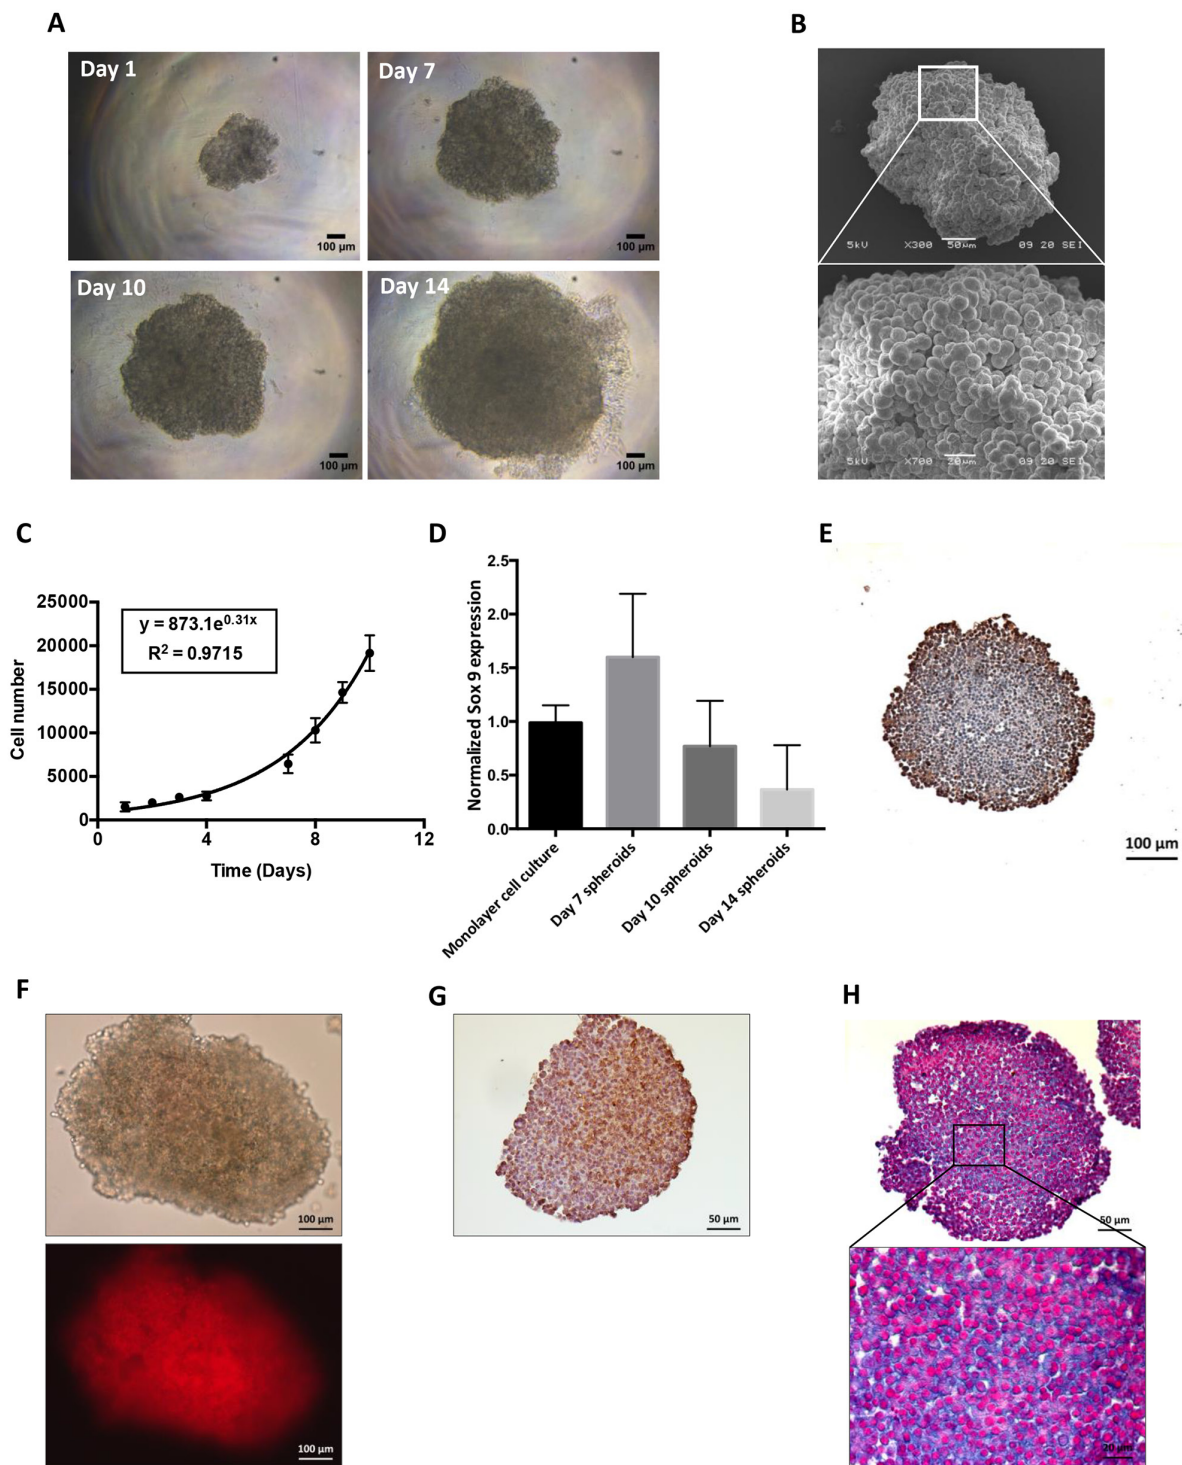 A
B
Day 1
Day 7
100 µm
100 µm
5kV X300 50µm 09 20 SEI
Day 10
Day 14
100 µm
100 µm
5kV X700 20µm 09 20 SEI
C
D
E
Cell number
25000
20000
15000
10000
5000
0
y = 873.1e^0.31x
R² = 0.9715
0
4
8
12
Time (Days)
Normalized Sox 9 expression
2.5
2.0
1.5
1.0
0.5
0.0
Monolayer cell culture
Day 7 spheroids
Day 10 spheroids
Day 14 spheroids
100 µm
F
G
H
100 µm
50 µm
50 µm
100 µm
20 µm